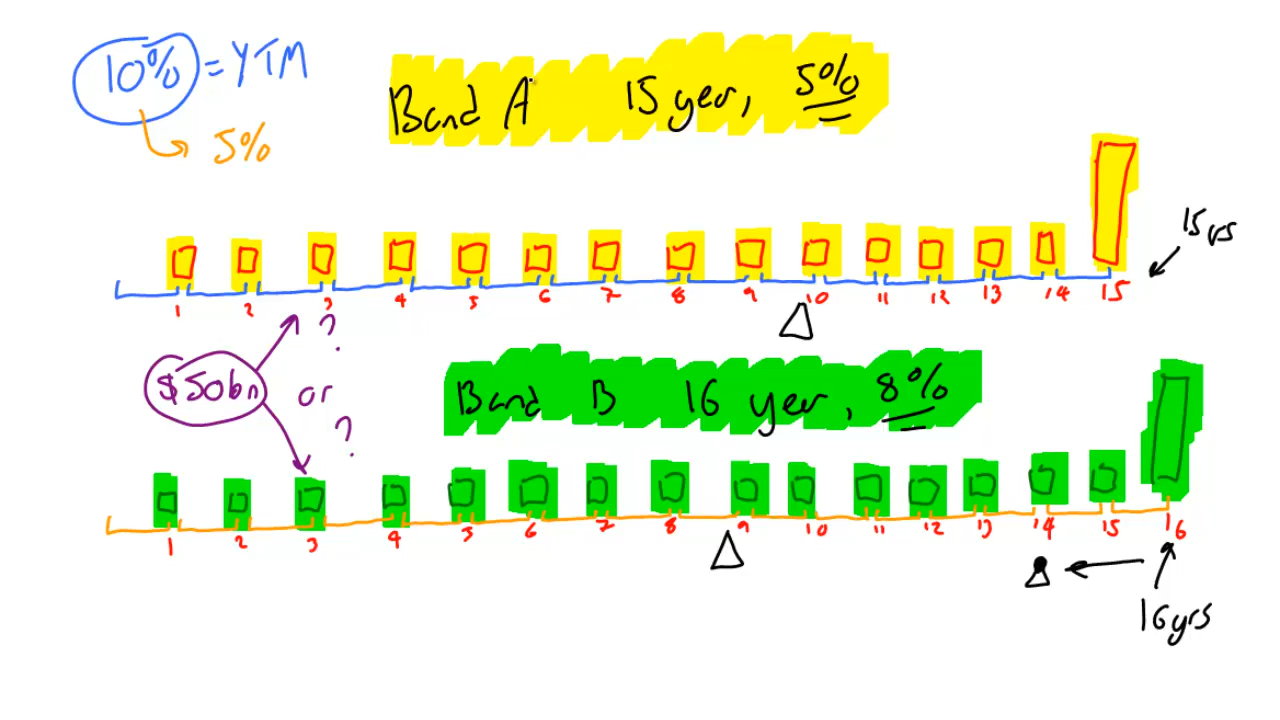 10% = YTM
5%
Bond A 15 year, 5%
15 yrs
1 2 3 4 5 6 7 8 9 10 11 12 13 14 15
?
$50bn
or
?
Bond B 16 year, 8%
1 2 3 4 5 6 7 8 9 10 11 12 13 14 15 16
16yrs